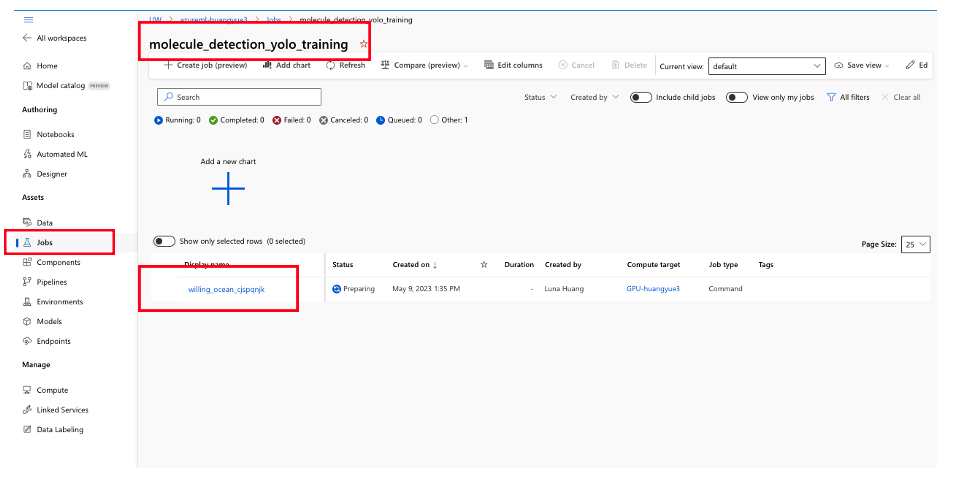 UW > azureml-huangyue3 > Jobs > molecule_detection_yolo_training
All workspaces
molecule_detection_yolo_training
Home
Model catalog PREVIEW
Authoring
Notebooks
Automated ML
Designer
Assets
Data
Jobs
Components
Pipelines
Environments
Models
Endpoints
Manage
Compute
Linked Services
Data Labeling
Create job (preview) Add chart Refresh Compare (preview) Edit columns Cancel Delete Current view: default Save view Ed
Search Status Created by Include child jobs View only my jobs All filters Clear all
Running: 0 Completed: 0 Failed: 0 Canceled: 0 Queued: 0 Other: 1
Add a new chart
Show only selected rows (0 selected) Page Size: 25
Display name Status Created on ↓ Duration Created by Compute target Job type Tags
willing_ocean_cjspqnjk Preparing May 9, 2023 1:35 PM - Luna Huang GPU-huangyue3 Command